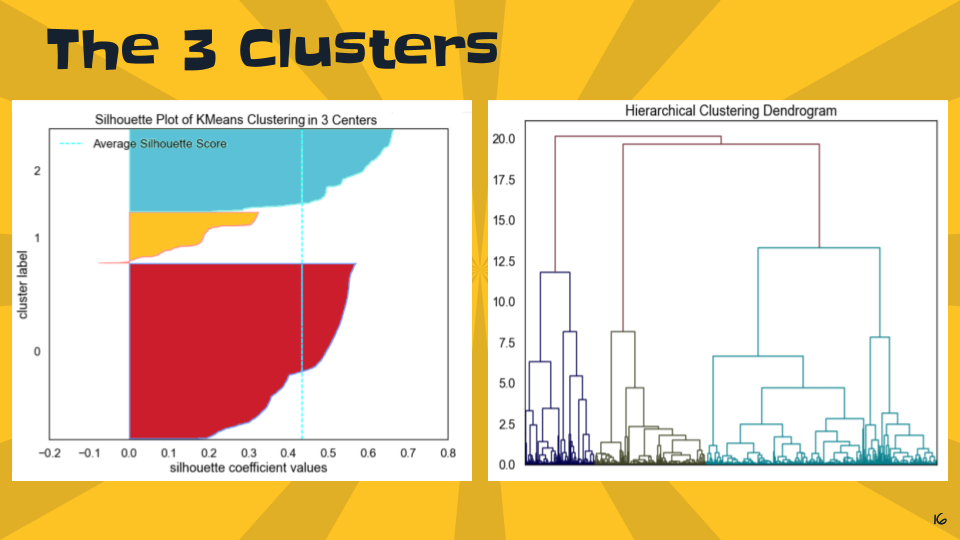 The 3 Clusters
Silhouette Plot of KMeans Clustering in 3 Centers
Average Silhouette Score
2
1
0
cluster label
−0.2 −0.1 0.0 0.1 0.2 0.3 0.4 0.5 0.6 0.7 0.8
silhouette coefficient values
Hierarchical Clustering Dendrogram
20.0
17.5
15.0
12.5
10.0
7.5
5.0
2.5
0.0
16